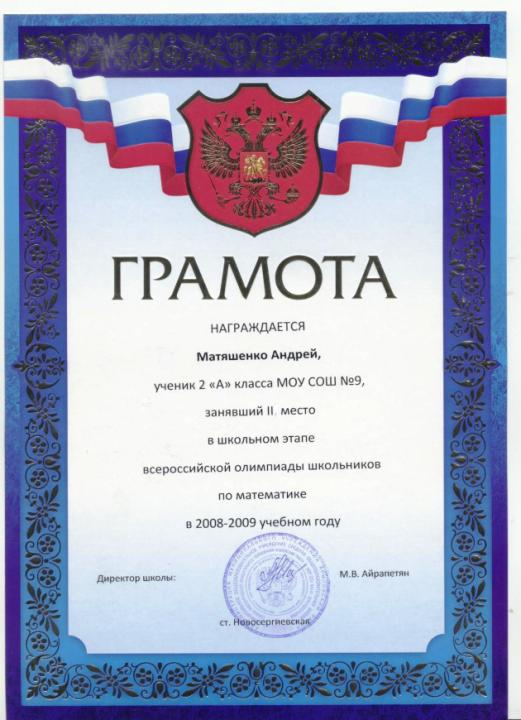 ГРАМОТА
НАГРАЖДАЕТСЯ
Матяшенко Андрей,
ученик 2 «А» класса МОУ СОШ №9,
занявший II место
в школьном этапе
всероссийской олимпиады школьников
по математике
в 2008-2009 учебном году
Директор школы: М.В. Айрапетян
ст. Новосергиевская